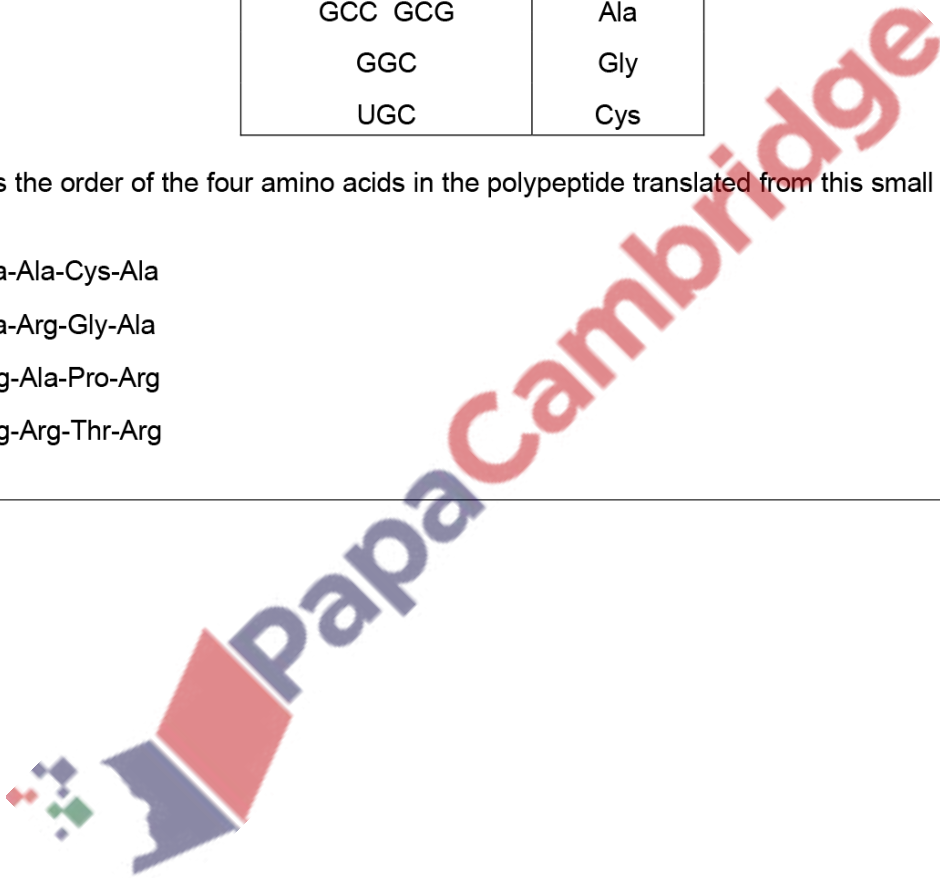 GCC GCG Ala
GGC Gly
UGC Cys
s the order of the four amino acids in the polypeptide translated from this small
a-Ala-Cys-Ala
a-Arg-Gly-Ala
g-Ala-Pro-Arg
g-Arg-Thr-Arg
PapaCambridge